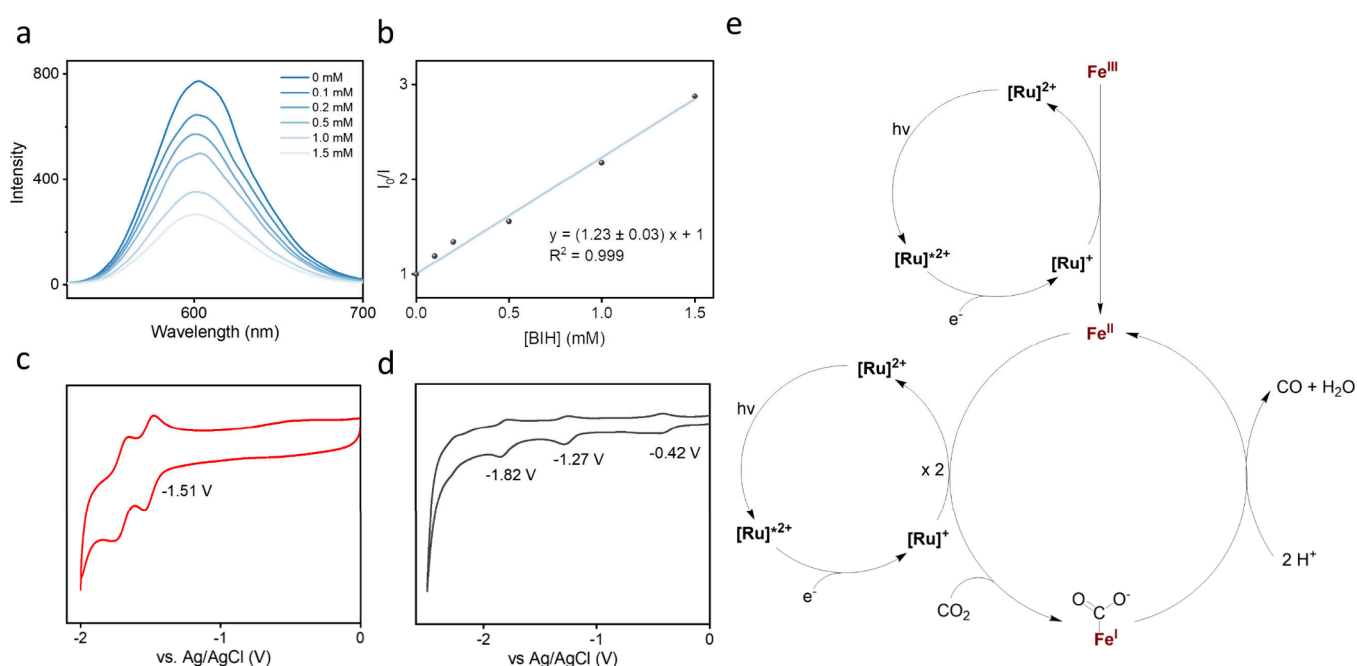 a
800
400
0
Intensity
600
700
Wavelength (nm)
0 mM
0.1 mM
0.2 mM
0.5 mM
1.0 mM
1.5 mM
b
3
2
1
I₀/I
0.0
0.5
1.0
1.5
[BIH] (mM)
y = (1.23 ± 0.03) x + 1
R² = 0.999
c
-1.51 V
-2
-1
0
vs. Ag/AgCl (V)
d
-1.82 V
-1.27 V
-0.42 V
-2
-1
0
vs Ag/AgCl (V)
e
Feᴵᴵᴵ
[Ru]²⁺
hν
[Ru]*²⁺
[Ru]⁺
e⁻
Feᴵᴵ
[Ru]²⁺
hν
x 2
[Ru]*²⁺
[Ru]⁺
e⁻
CO₂
O
C
O⁻
Feᴵ
CO + H₂O
2 H⁺